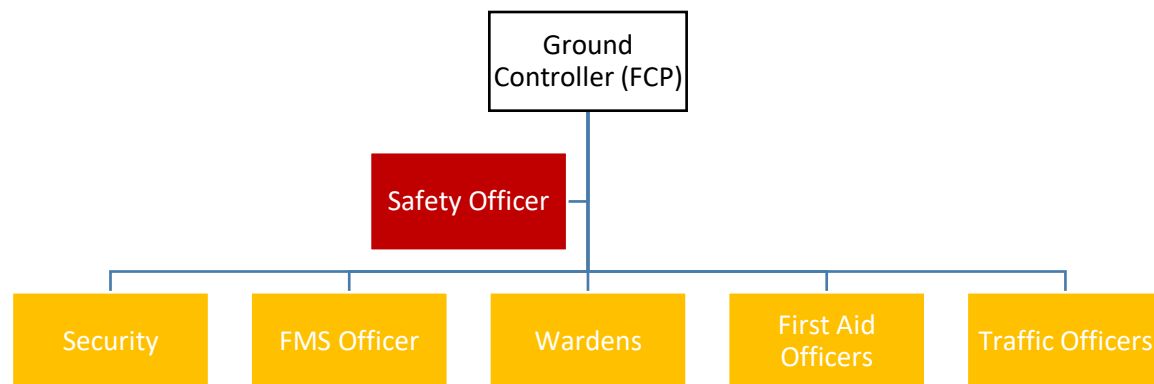 Ground
Controller (FCP)
Safety Officer
Security
FMS Officer
Wardens
First Aid
Officers
Traffic Officers